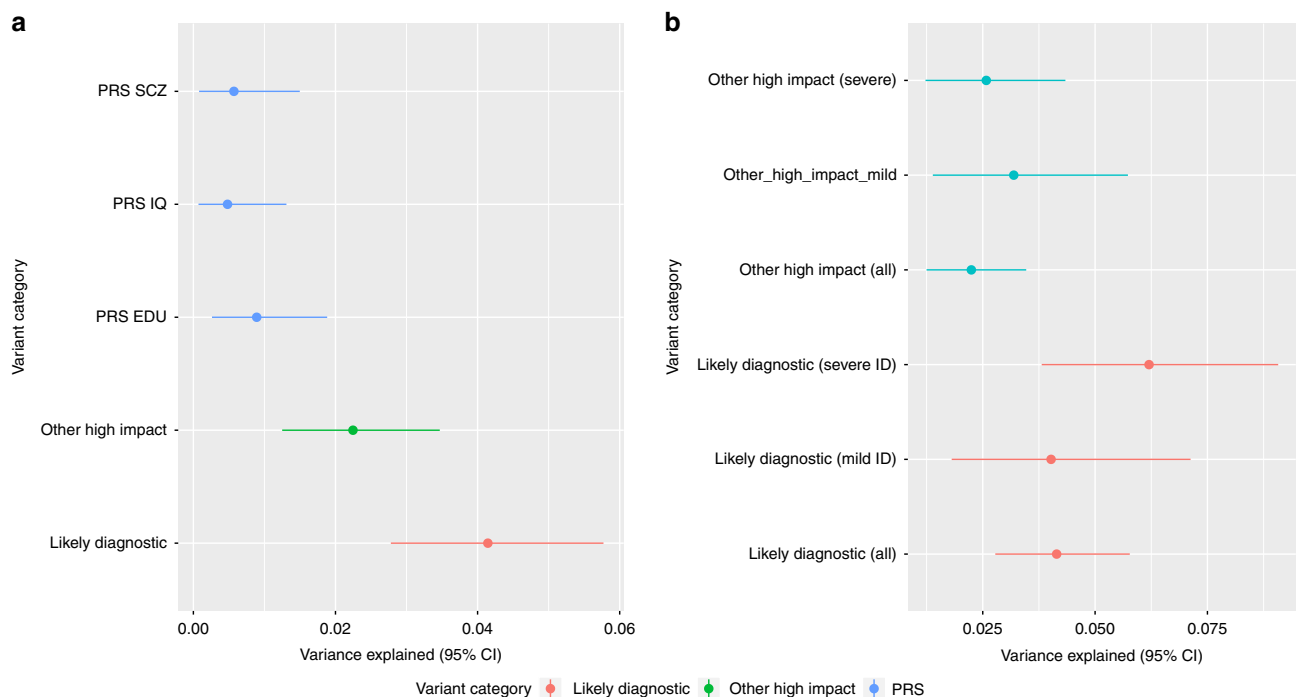 a
PRS SCZ
PRS IQ
PRS EDU
Other high impact
Likely diagnostic
Variant category
0.00 0.02 0.04 0.06
Variance explained (95% CI)
b
Other high impact (severe)
Other_high_impact_mild
Other high impact (all)
Likely diagnostic (severe ID)
Likely diagnostic (mild ID)
Likely diagnostic (all)
Variant category
0.025 0.050 0.075
Variance explained (95% CI)
Variant category Likely diagnostic Other high impact PRS